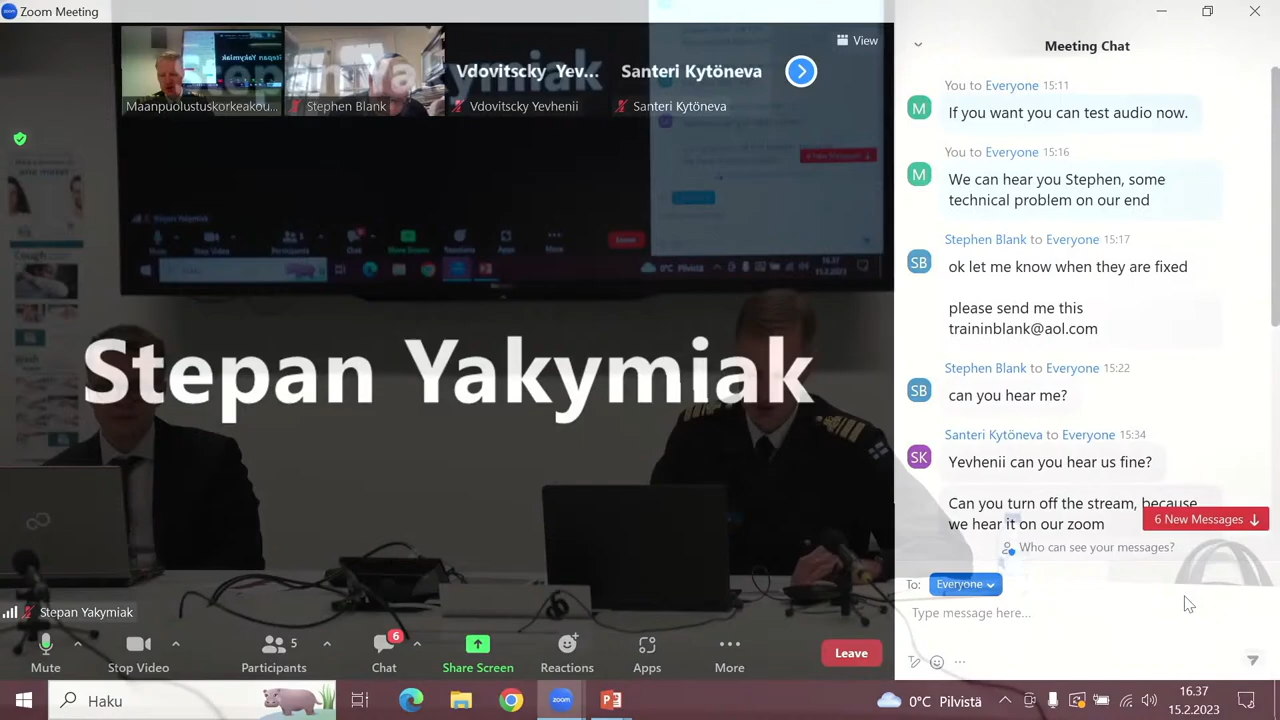 Zoom Meeting
View
Vdovitscky Yev...
Santeri Kytöneva
Maanpuolustuskorkeakou...
Stephen Blank
Vdovitscky Yevhenii
Santeri Kytöneva
Stepan Yakymiak
Stepan Yakymiak
Mute
Stop Video
5
Participants
6
Chat
Share Screen
Reactions
Apps
More
Leave
Meeting Chat
You to Everyone 15:11
M
If you want you can test audio now.
You to Everyone 15:16
M
We can hear you Stephen, some
technical problem on our end
Stephen Blank to Everyone 15:17
SB
ok let me know when they are fixed
please send me this
traininblank@aol.com
Stephen Blank to Everyone 15:22
SB
can you hear me?
Santeri Kytöneva to Everyone 15:34
SK
Yevhenii can you hear us fine?
Can you turn off the stream, because
we hear it on our zoom
6 New Messages
Who can see your messages?
To: Everyone
Type message here...
Haku
zoom
0°C Pilvistä
16.37
15.2.2023